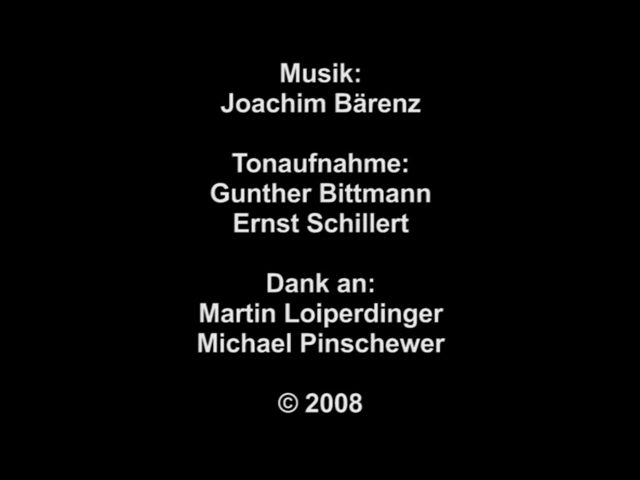 Musik:
Joachim Bärenz
Tonaufnahme:
Gunther Bittmann
Ernst Schillert
Dank an:
Martin Loiperdinger
Michael Pinschewer
© 2008